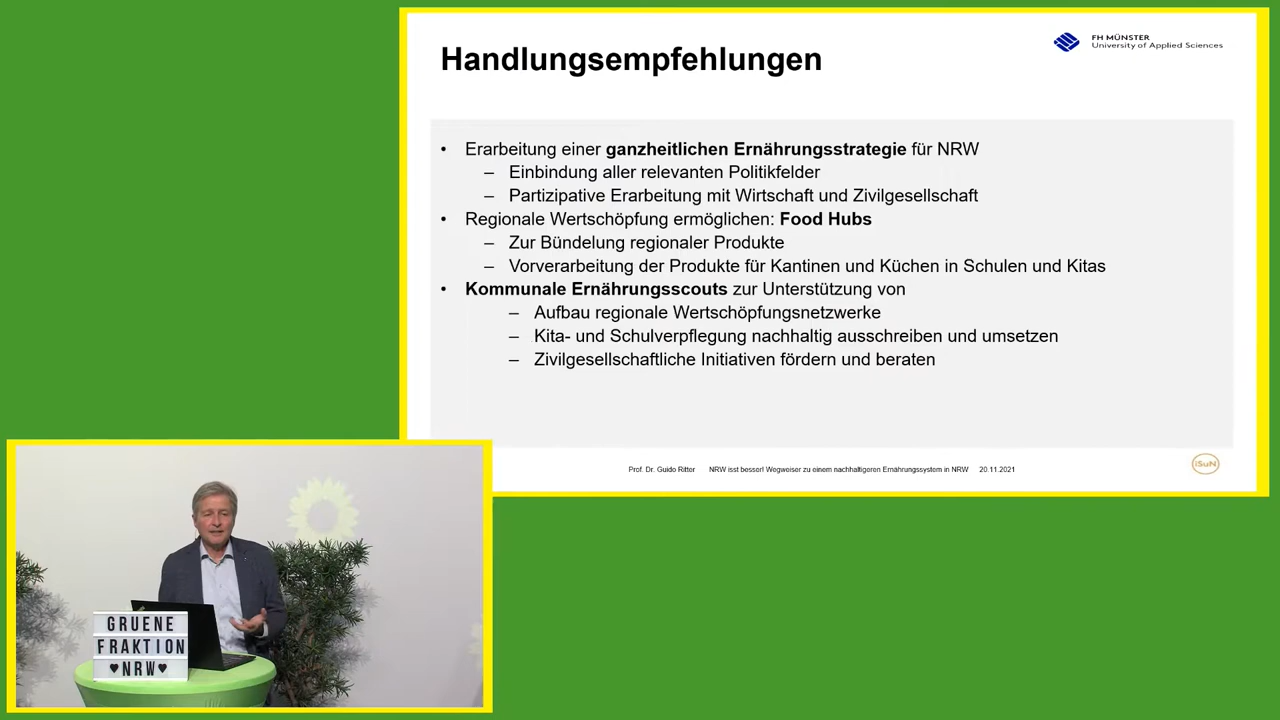 Handlungsempfehlungen
FH MÜNSTER
University of Applied Sciences
• Erarbeitung einer ganzheitlichen Ernährungsstrategie für NRW
– Einbindung aller relevanten Politikfelder
– Partizipative Erarbeitung mit Wirtschaft und Zivilgesellschaft
• Regionale Wertschöpfung ermöglichen: Food Hubs
– Zur Bündelung regionaler Produkte
– Vorverarbeitung der Produkte für Kantinen und Küchen in Schulen und Kitas
• Kommunale Ernährungsscouts zur Unterstützung von
– Aufbau regionale Wertschöpfungsnetzwerke
– Kita- und Schulverpflegung nachhaltig ausschreiben und umsetzen
– Zivilgesellschaftliche Initiativen fördern und beraten
Prof. Dr. Guido Ritter NRW isst besser! Wegweiser zu einem nachhaltigeren Ernährungssystem in NRW 20.11.2021
iSuN
GRUENE
FRAKTION
♥NRW♥